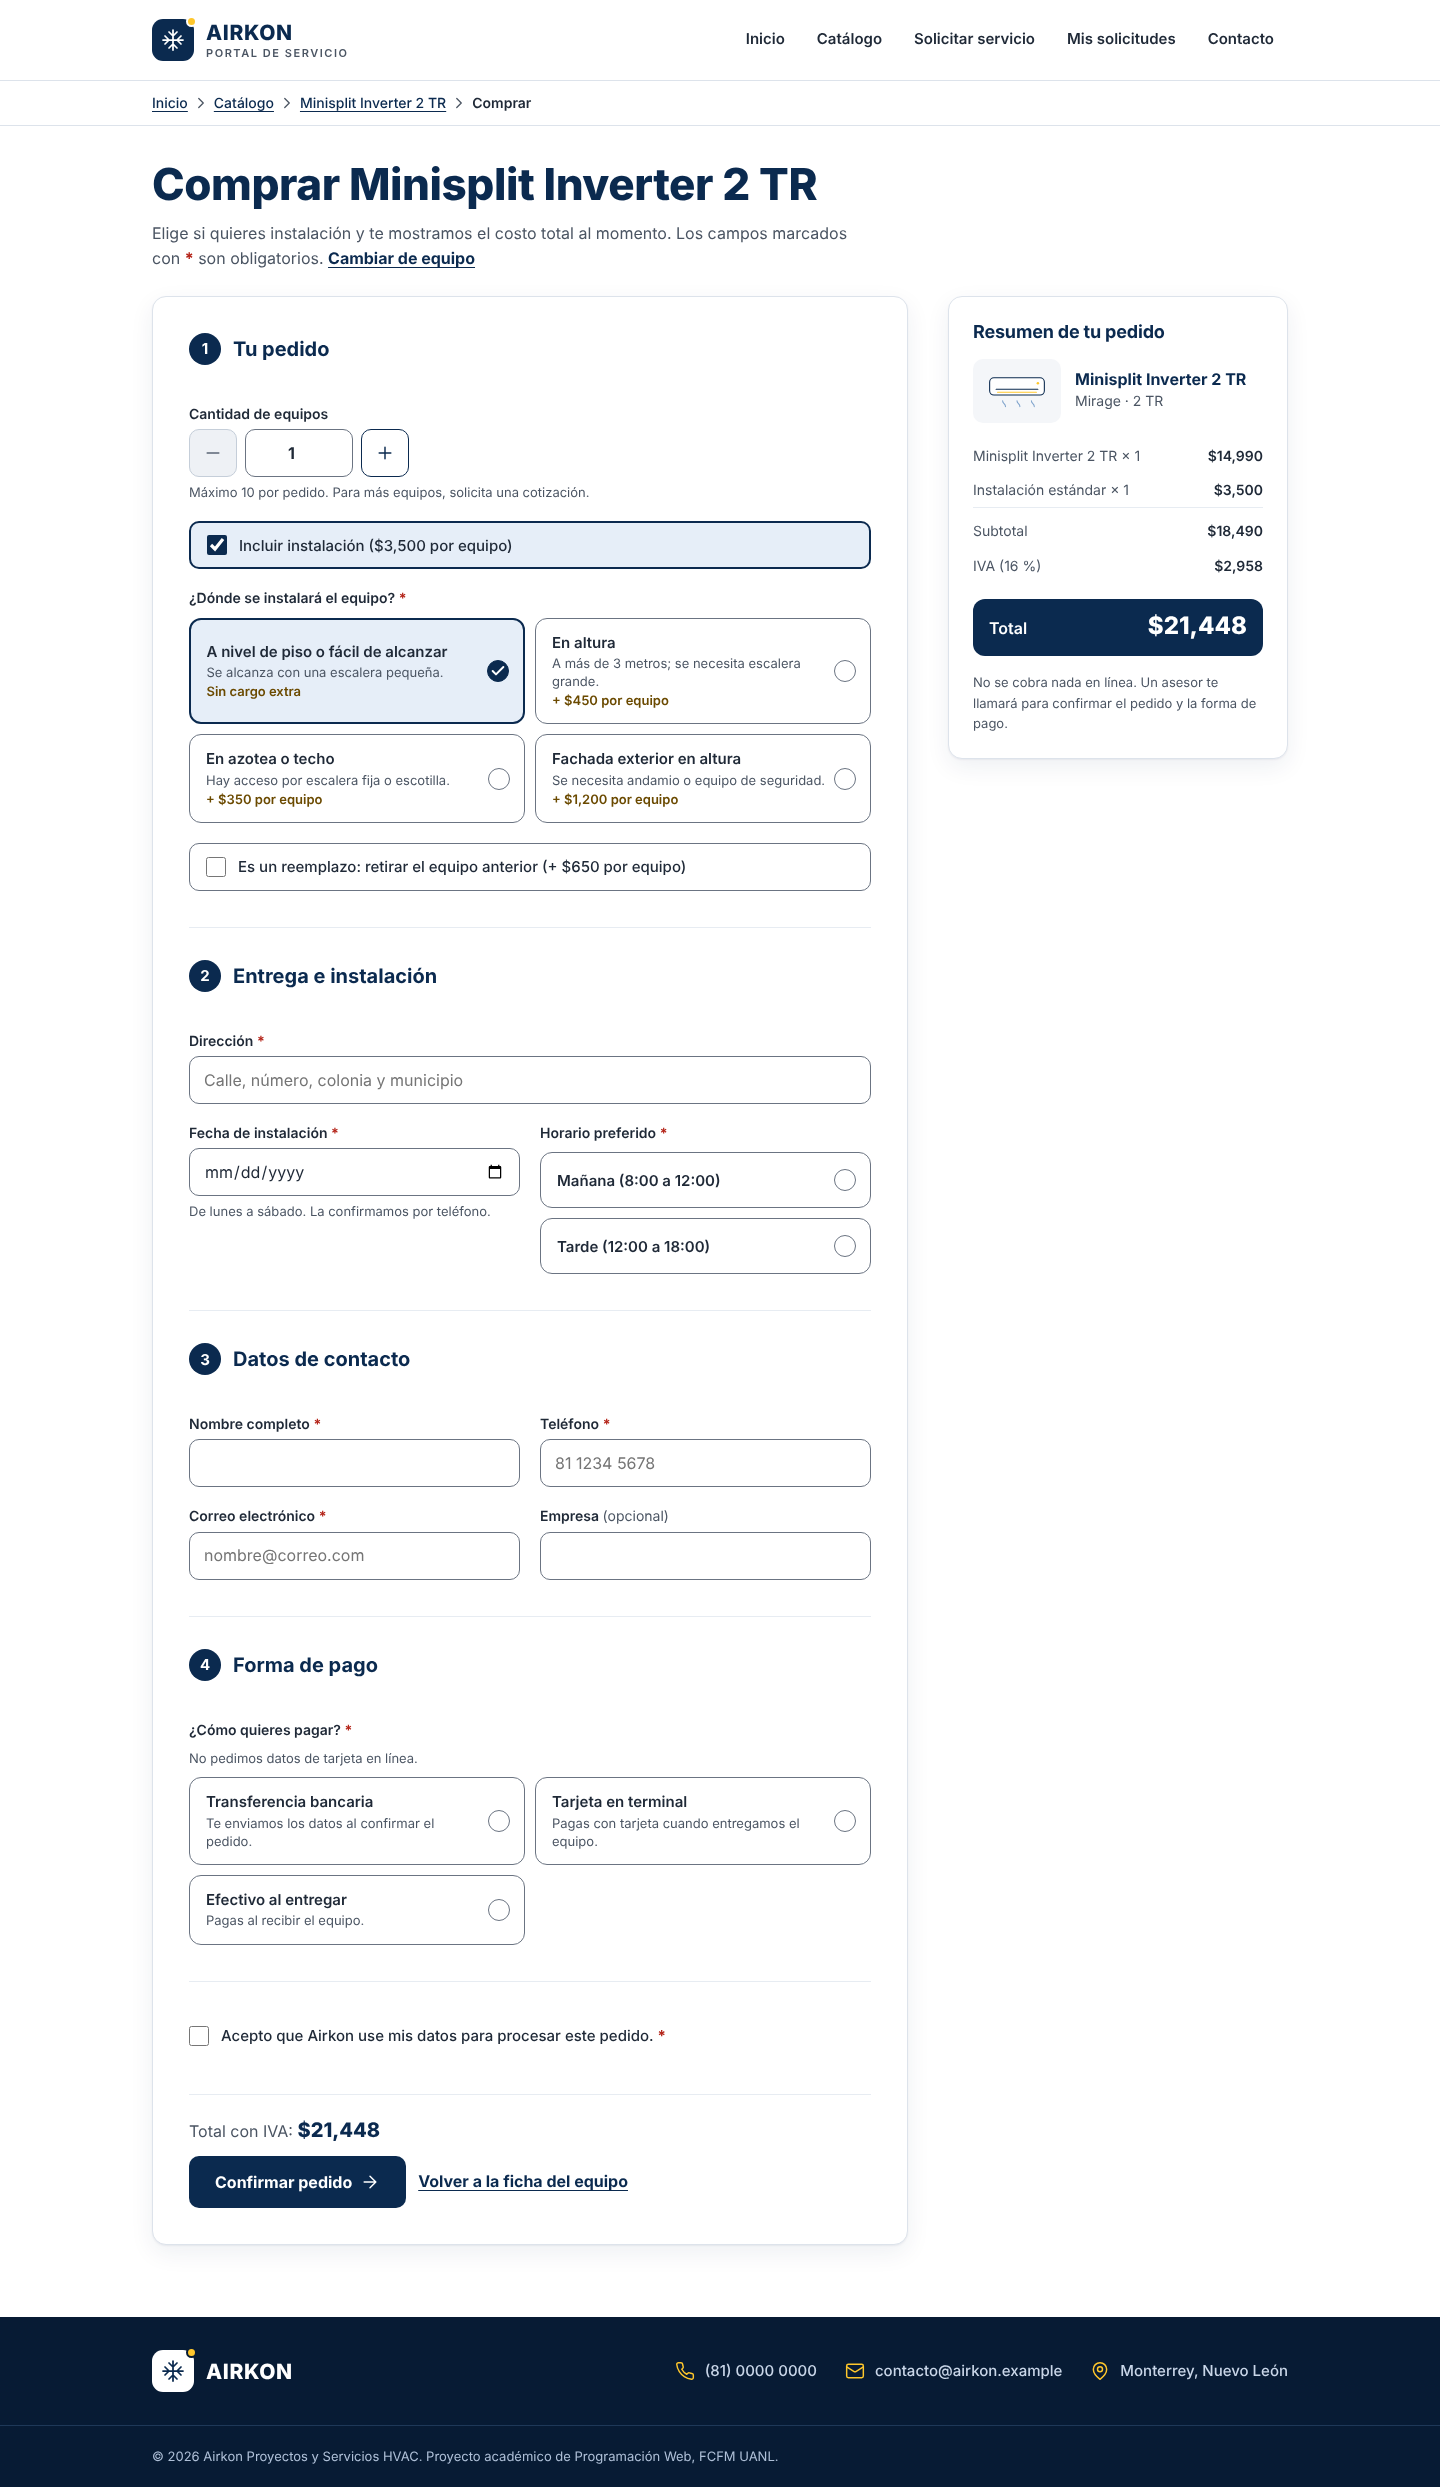 AIRKON
PORTAL DE SERVICIO
Inicio
Catálogo
Solicitar servicio
Mis solicitudes
Contacto
Inicio > Catálogo > Minisplit Inverter 2 TR > Comprar
Comprar Minisplit Inverter 2 TR
Elige si quieres instalación y te mostramos el costo total al momento. Los campos marcados
con * son obligatorios. Cambiar de equipo
1 Tu pedido
Cantidad de equipos
1
Máximo 10 por pedido. Para más equipos, solicita una cotización.
Incluir instalación ($3,500 por equipo)
¿Dónde se instalará el equipo? *
A nivel de piso o fácil de alcanzar
Se alcanza con una escalera pequeña.
Sin cargo extra
En altura
A más de 3 metros; se necesita escalera
grande.
+ $450 por equipo
En azotea o techo
Hay acceso por escalera fija o escotilla.
+ $350 por equipo
Fachada exterior en altura
Se necesita andamio o equipo de seguridad.
+ $1,200 por equipo
Es un reemplazo: retirar el equipo anterior (+ $650 por equipo)
2 Entrega e instalación
Dirección *
Calle, número, colonia y municipio
Fecha de instalación *
mm/dd/yyyy
De lunes a sábado. La confirmamos por teléfono.
Horario preferido *
Mañana (8:00 a 12:00)
Tarde (12:00 a 18:00)
3 Datos de contacto
Nombre completo *
Teléfono *
81 1234 5678
Correo electrónico *
nombre@correo.com
Empresa (opcional)
4 Forma de pago
¿Cómo quieres pagar? *
No pedimos datos de tarjeta en línea.
Transferencia bancaria
Te enviamos los datos al confirmar el
pedido.
Tarjeta en terminal
Pagas con tarjeta cuando entregamos el
equipo.
Efectivo al entregar
Pagas al recibir el equipo.
Acepto que Airkon use mis datos para procesar este pedido. *
Total con IVA: $21,448
Confirmar pedido
Volver a la ficha del equipo
Resumen de tu pedido
Minisplit Inverter 2 TR
Mirage · 2 TR
Minisplit Inverter 2 TR × 1 $14,990
Instalación estándar × 1 $3,500
Subtotal $18,490
IVA (16 %) $2,958
Total $21,448
No se cobra nada en línea. Un asesor te
llamará para confirmar el pedido y la forma de
pago.
AIRKON
(81) 0000 0000
contacto@airkon.example
Monterrey, Nuevo León
© 2026 Airkon Proyectos y Servicios HVAC. Proyecto académico de Programación Web, FCFM UANL.